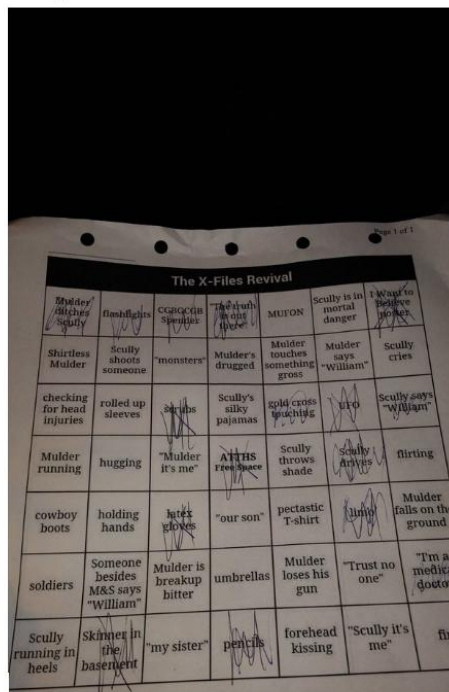 Page 1 of 1
The X-Files Revival
Mulder ditches Scully
flashlights
CGBQCGB Spender
"The truth is out there"
MUFON
Scully is in mortal danger
I Want to Believe poster
Shirtless Mulder
Scully shoots someone
"monsters"
Mulder's drugged
Mulder touches something gross
Mulder says "William"
Scully cries
checking for head injuries
rolled up sleeves
scrubs
Scully's silky pajamas
gold cross touching
UFO
Scully says "William"
Mulder running
hugging
"Mulder it's me"
ATTHS Free Space
Scully throws shade
Scully drives
flirting
cowboy boots
holding hands
latex gloves
"our son"
pectastic T-shirt
limo
Mulder falls on the ground
soldiers
Someone besides M&S says "William"
Mulder is breakup bitter
umbrellas
Mulder loses his gun
"Trust no one"
"I'm a medical doctor
Scully running in heels
Skinner in the basement
"my sister"
pencils
forehead kissing
"Scully it's me"